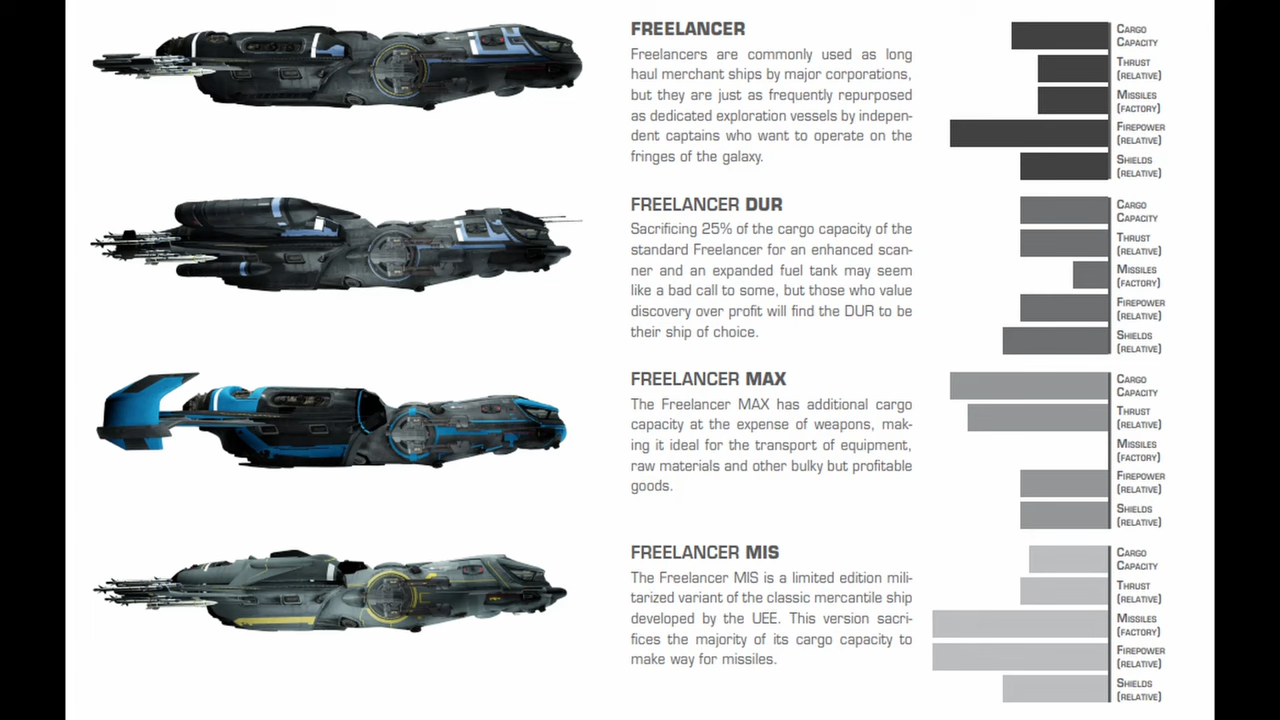 FREELANCER
Freelancers are commonly used as long
haul merchant ships by major corporations,
but they are just as frequently repurposed
as dedicated exploration vessels by indepen-
dent captains who want to operate on the
fringes of the galaxy.
CARGO
CAPACITY
THRUST
(RELATIVE)
MISSILES
(FACTORY)
FIREPOWER
(RELATIVE)
SHIELDS
(RELATIVE)
FREELANCER DUR
Sacrificing 25% of the cargo capacity of the
standard Freelancer for an enhanced scan-
ner and an expanded fuel tank may seem
like a bad call to some, but those who value
discovery over profit will find the DUR to be
their ship of choice.
CARGO
CAPACITY
THRUST
(RELATIVE)
MISSILES
(FACTORY)
FIREPOWER
(RELATIVE)
SHIELDS
(RELATIVE)
FREELANCER MAX
The Freelancer MAX has additional cargo
capacity at the expense of weapons, mak-
ing it ideal for the transport of equipment,
raw materials and other bulky but profitable
goods.
CARGO
CAPACITY
THRUST
(RELATIVE)
MISSILES
(FACTORY)
FIREPOWER
(RELATIVE)
SHIELDS
(RELATIVE)
FREELANCER MIS
The Freelancer MIS is a limited edition mili-
tarized variant of the classic mercantile ship
developed by the UEE. This version sacri-
fices the majority of its cargo capacity to
make way for missiles.
CARGO
CAPACITY
THRUST
(RELATIVE)
MISSILES
(FACTORY)
FIREPOWER
(RELATIVE)
SHIELDS
(RELATIVE)